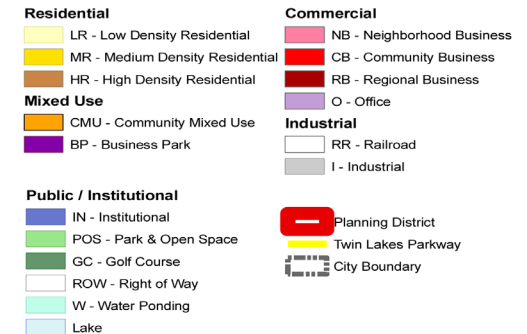 Residential
LR - Low Density Residential
MR - Medium Density Residential
HR - High Density Residential
Mixed Use
CMU - Community Mixed Use
BP - Business Park
Commercial
NB - Neighborhood Business
CB - Community Business
RB - Regional Business
O - Office
Industrial
RR - Railroad
I - Industrial
Public / Institutional
IN - Institutional
POS - Park & Open Space
GC - Golf Course
ROW - Right of Way
W - Water Ponding
Lake
Planning District
Twin Lakes Parkway
City Boundary